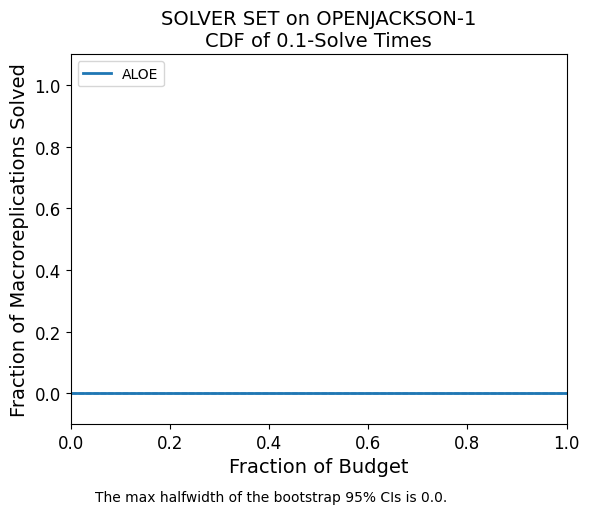 SOLVER SET on OPENJACKSON-1
CDF of 0.1-Solve Times
ALOE
Fraction of Macroreplications Solved
1.0
0.8
0.6
0.4
0.2
0.0
0.0 0.2 0.4 0.6 0.8 1.0
Fraction of Budget
The max halfwidth of the bootstrap 95% CIs is 0.0.